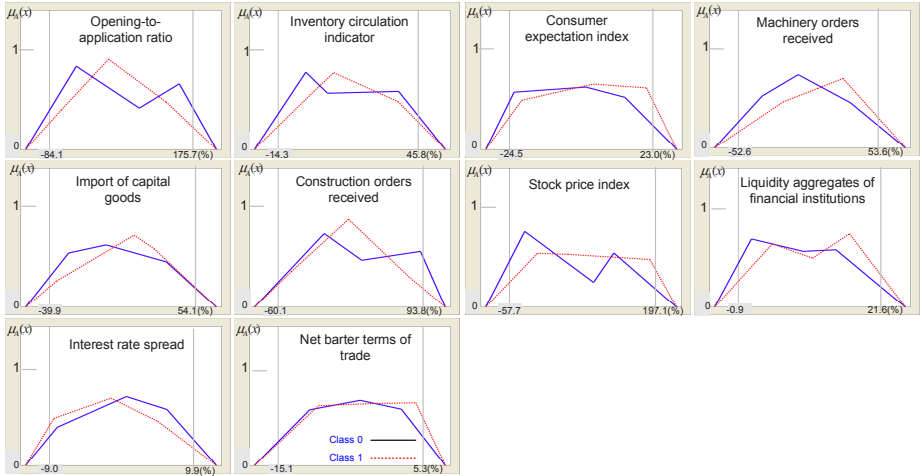 μA(x)
Opening-to-
application ratio
1
0
-84.1
175.7(%)
μA(x)
Inventory circulation
indicator
1
0
-14.3
45.8(%)
μA(x)
Consumer
expectation index
1
0
-24.5
23.0(%)
μA(x)
Machinery orders
received
1
0
-52.6
53.6(%)
μA(x)
Import of capital
goods
1
0
-39.9
54.1(%)
μA(x)
Construction orders
received
1
0
-60.1
93.8(%)
μA(x)
Stock price index
1
0
-57.7
197.1(%)
μA(x)
Liquidity aggregates of
financial institutions
1
0
-0.9
21.6(%)
μA(x)
Interest rate spread
1
0
-9.0
9.9(%)
μA(x)
Net barter terms of
trade
1
Class 0
Class 1
0
-15.1
5.3(%)